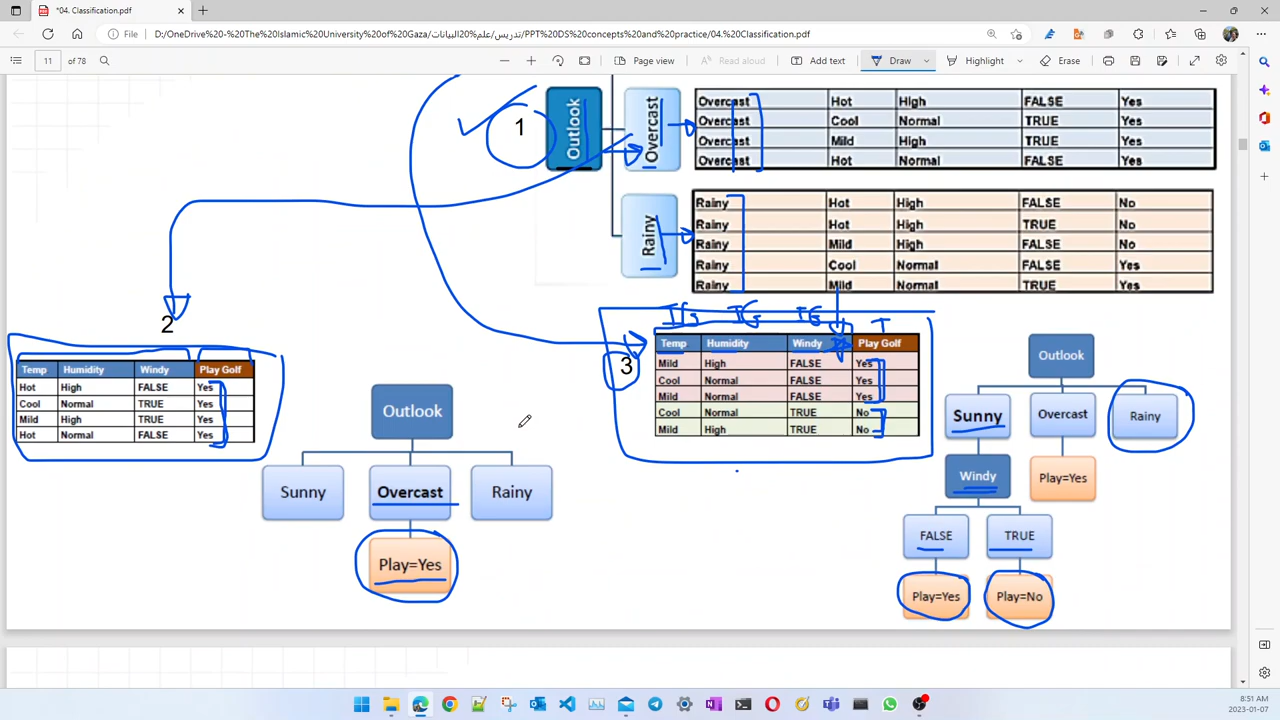 *04. Classification.pdf
File
D:/OneDrive%20-%20The%20Islamic%20University%20of%20Gaza/تدريس/علم%20البيانات/PPT%20DS%20concepts%20and%20practice/04.%20Classification.pdf
11 of 78
Page view
Read aloud
Add text
Draw
Highlight
Erase
1
Outlook
Overcast
Overcast Hot High FALSE Yes
Overcast Cool Normal TRUE Yes
Overcast Mild High TRUE Yes
Overcast Hot Normal FALSE Yes
Rainy
Rainy Hot High FALSE No
Rainy Hot High TRUE No
Rainy Mild High FALSE No
Rainy Cool Normal FALSE Yes
Rainy Mild Normal TRUE Yes
2
Temp Humidity Windy Play Golf
Hot High FALSE Yes
Cool Normal TRUE Yes
Mild High TRUE Yes
Hot Normal FALSE Yes
Outlook
Sunny Overcast Rainy
Play=Yes
IG IG IG T
3
Temp Humidity Windy Play Golf
Mild High FALSE Yes
Cool Normal FALSE Yes
Mild Normal FALSE Yes
Cool Normal TRUE No
Mild High TRUE No
Outlook
Sunny Overcast Rainy
Windy Play=Yes
FALSE TRUE
Play=Yes Play=No
8:51 AM
2023-01-07